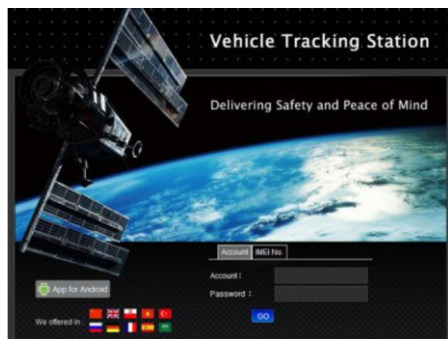 Vehicle Tracking Station
Delivering Safety and Peace of Mind
Account IMEI No.
Account :
App for Android
Password :
We offered in :
GO